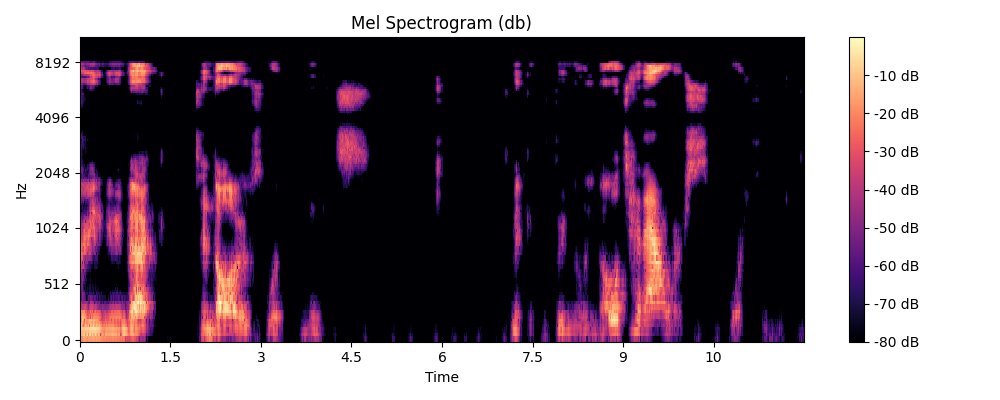 Mel Spectrogram (db)
8192
4096
2048
1024
512
0
Hz
0 1.5 3 4.5 6 7.5 9 10
Time
-10 dB
-20 dB
-30 dB
-40 dB
-50 dB
-60 dB
-70 dB
-80 dB